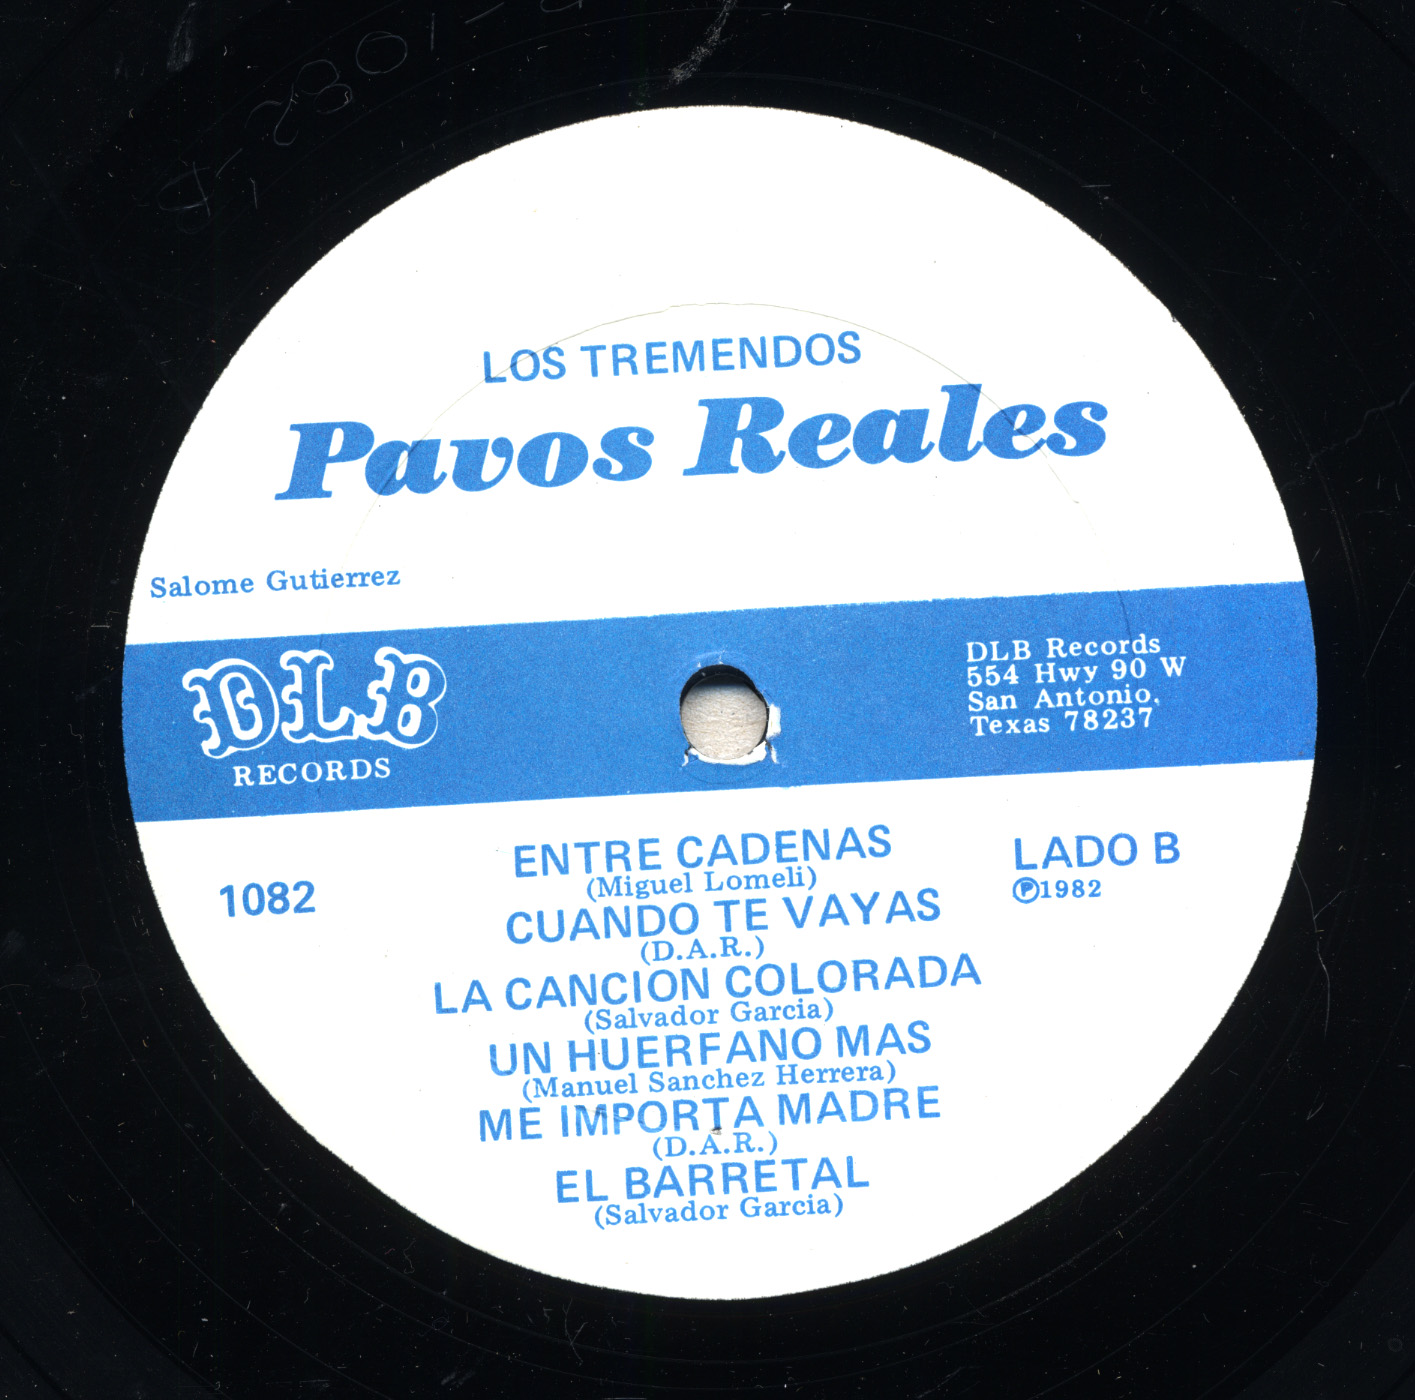 LOS TREMENDOS
Pavos Reales
Salome Gutierrez
DLB
RECORDS
DLB Records
554 Hwy 90 W
San Antonio,
Texas 78237
1082
LADO B
℗1982
ENTRE CADENAS
(Miguel Lomeli)
CUANDO TE VAYAS
(D.A.R.)
LA CANCION COLORADA
(Salvador Garcia)
UN HUERFANO MAS
(Manuel Sanchez Herrera)
ME IMPORTA MADRE
(D.A.R.)
EL BARRETAL
(Salvador Garcia)